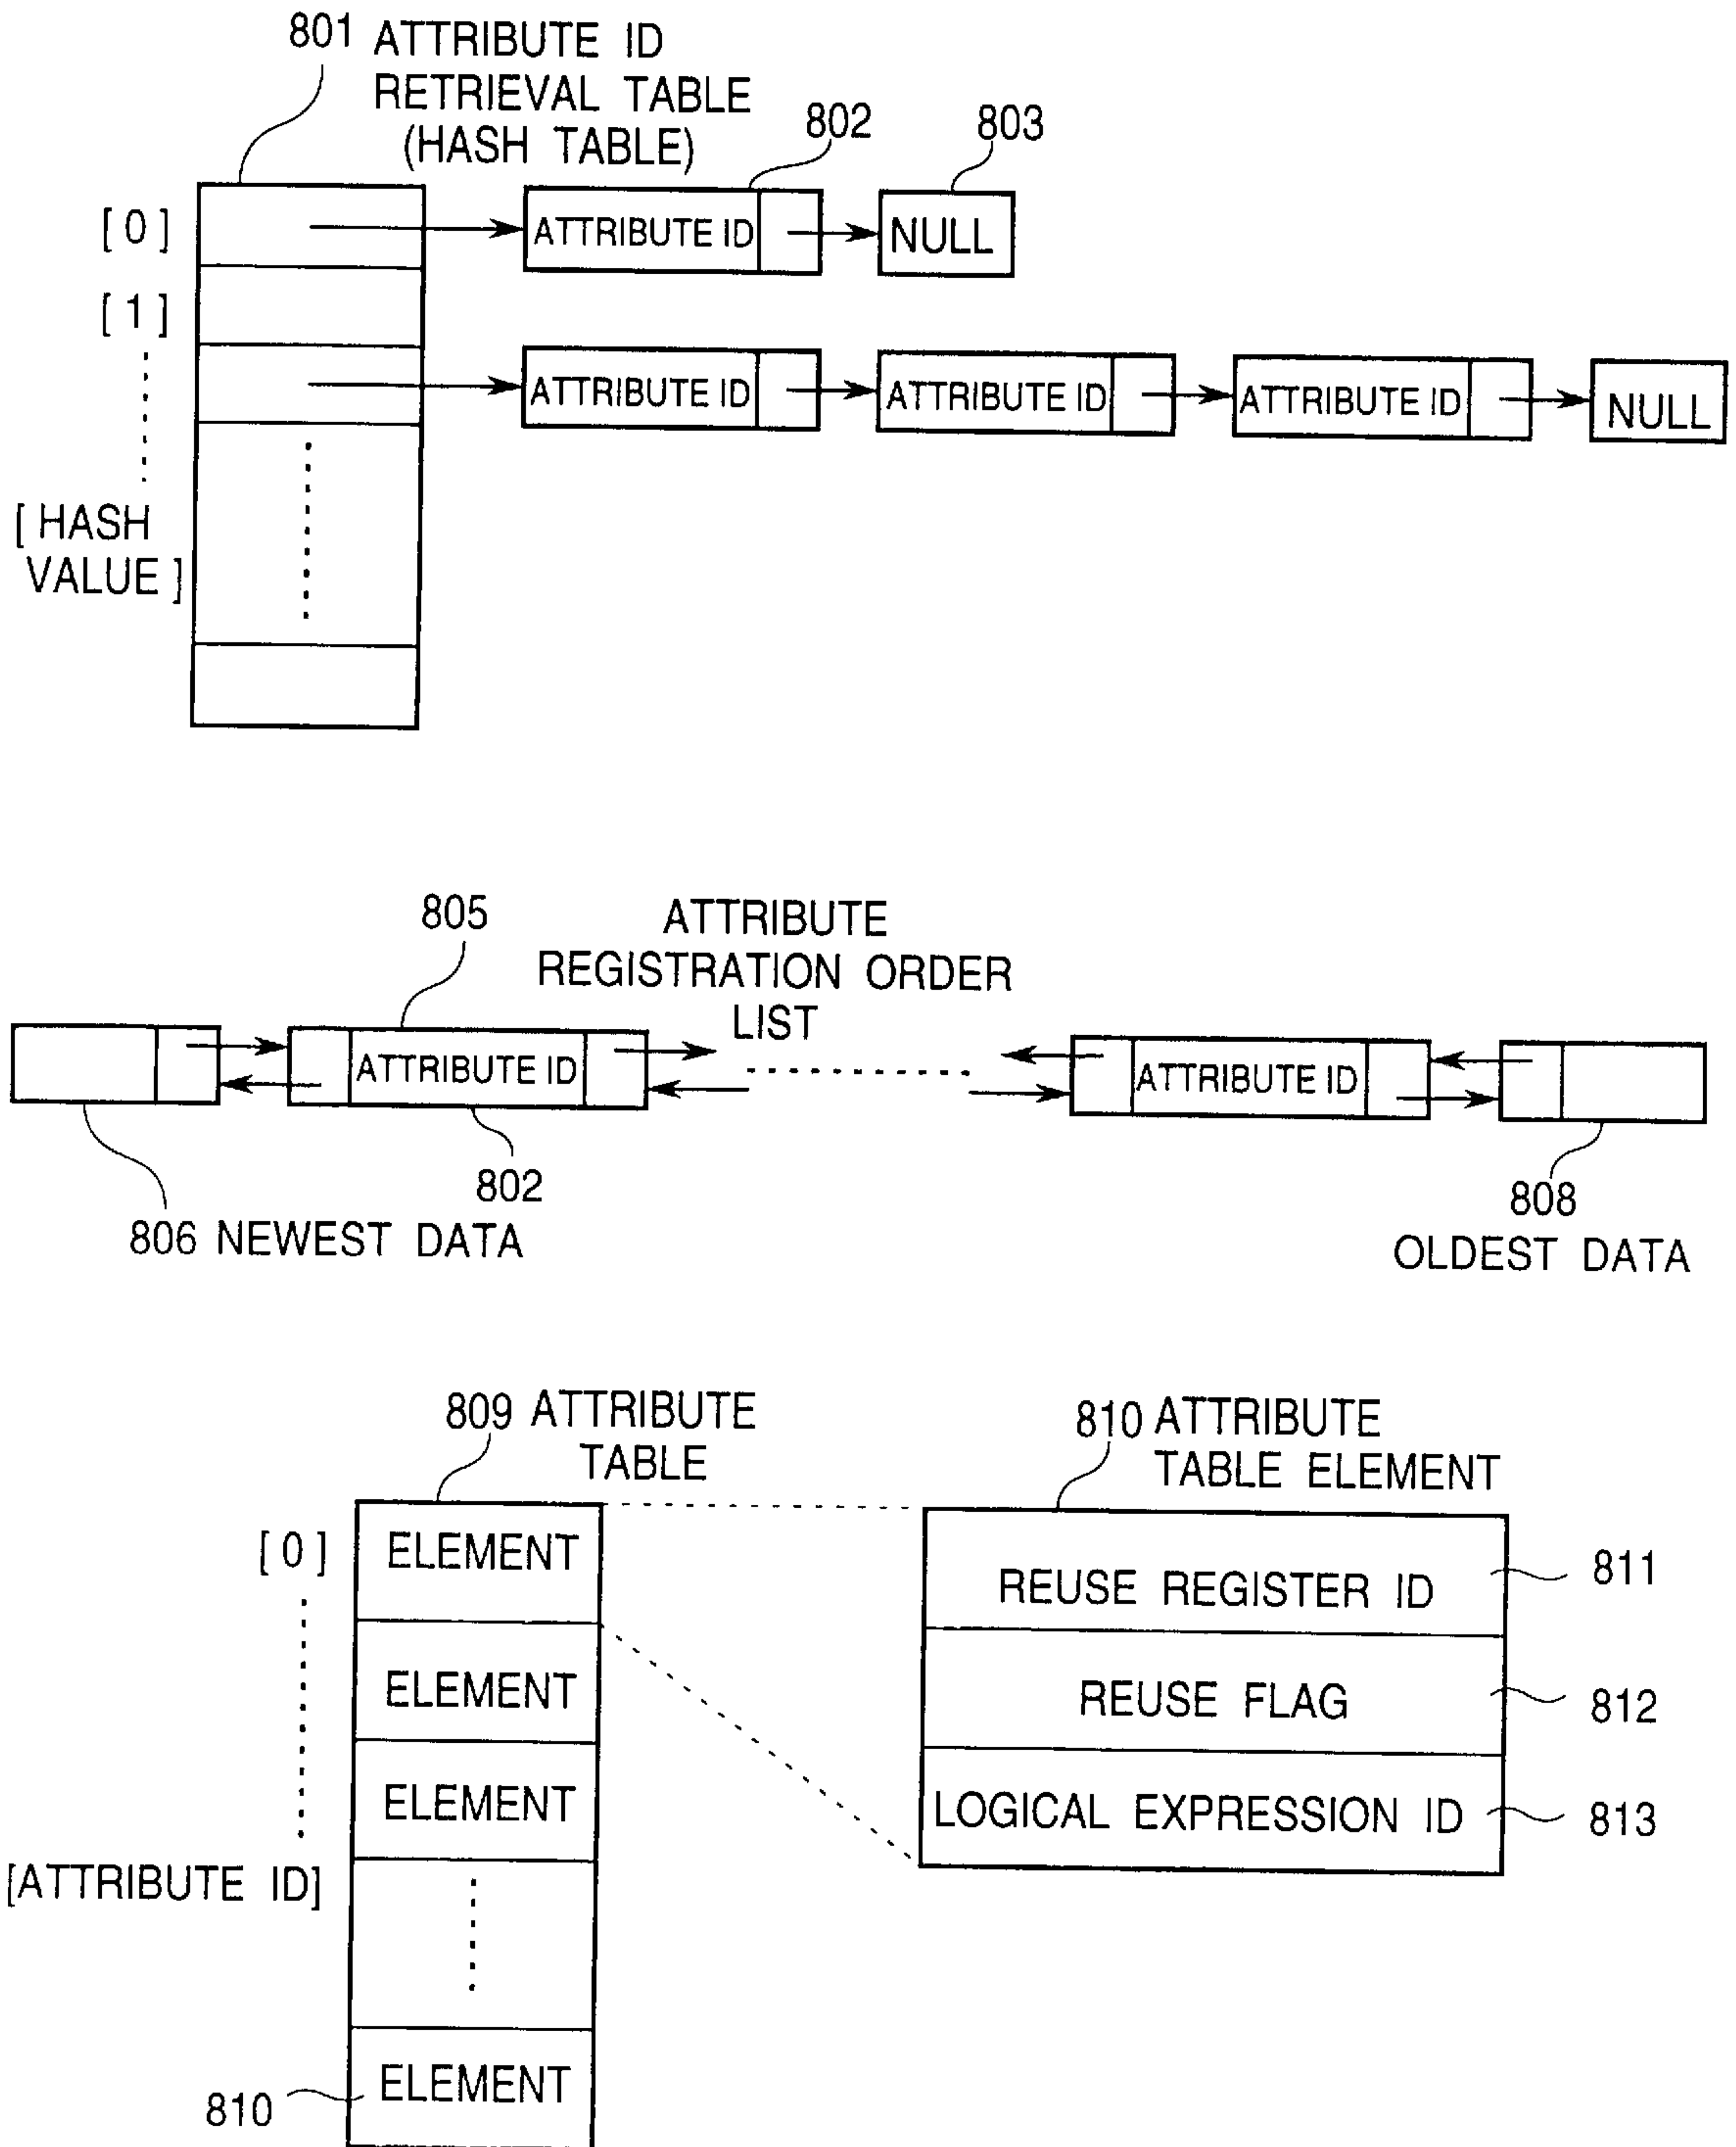 801 ATTRIBUTE ID
RETRIEVAL TABLE
(HASH TABLE)
802
803
[ 0 ]
ATTRIBUTE ID
NULL
[ 1 ]
ATTRIBUTE ID
ATTRIBUTE ID
ATTRIBUTE ID
NULL
[ HASH
VALUE ]
805
ATTRIBUTE
REGISTRATION ORDER
LIST
ATTRIBUTE ID
ATTRIBUTE ID
802
808
806 NEWEST DATA
OLDEST DATA
809 ATTRIBUTE
TABLE
810 ATTRIBUTE
TABLE ELEMENT
[ 0 ]
ELEMENT
REUSE REGISTER ID
811
ELEMENT
REUSE FLAG
812
ELEMENT
LOGICAL EXPRESSION ID
813
[ATTRIBUTE ID]
ELEMENT
810